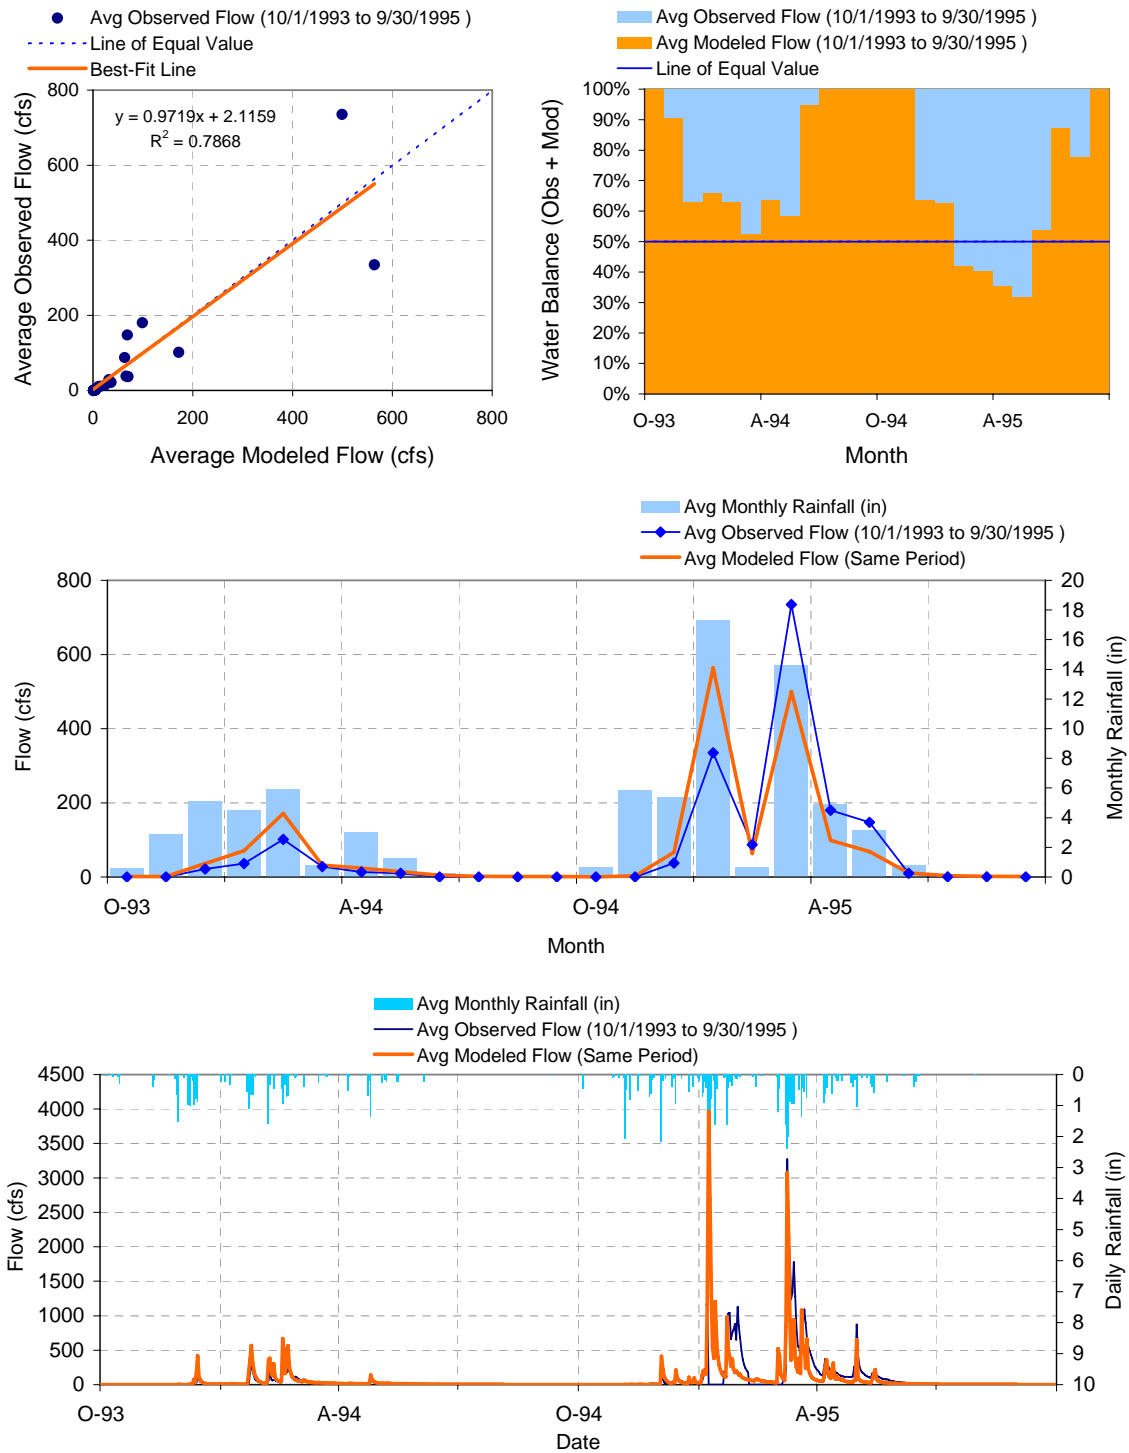 Avg Observed Flow (10/1/1993 to 9/30/1995 )
Line of Equal Value
Best-Fit Line
y = 0.9719x + 2.1159
R2 = 0.7868
Average Observed Flow (cfs)
800
600
400
200
0
0 200 400 600 800
Average Modeled Flow (cfs)
Avg Observed Flow (10/1/1993 to 9/30/1995 )
Avg Modeled Flow (10/1/1993 to 9/30/1995 )
Line of Equal Value
Water Balance (Obs + Mod)
100%
90%
80%
70%
60%
50%
40%
30%
20%
10%
0%
O-93 A-94 O-94 A-95
Month
Avg Monthly Rainfall (in)
Avg Observed Flow (10/1/1993 to 9/30/1995 )
Avg Modeled Flow (Same Period)
Flow (cfs)
800
600
400
200
0
20
18
16
14
12
10
8
6
4
2
0
Monthly Rainfall (in)
O-93 A-94 O-94 A-95
Month
Avg Monthly Rainfall (in)
Avg Observed Flow (10/1/1993 to 9/30/1995 )
Avg Modeled Flow (Same Period)
Flow (cfs)
4500
4000
3500
3000
2500
2000
1500
1000
500
0
0
1
2
3
4
5
6
7
8
9
10
Daily Rainfall (in)
O-93 A-94 O-94 A-95
Date